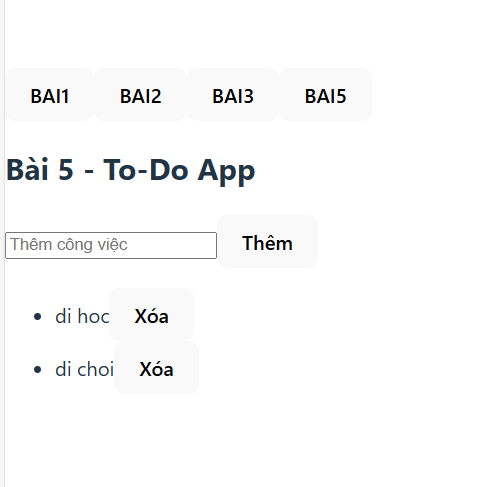 BAI1 BAI2 BAI3 BAI5
Bài 5 - To-Do App
Thêm công việc Thêm
di hoc Xóa
di choi Xóa